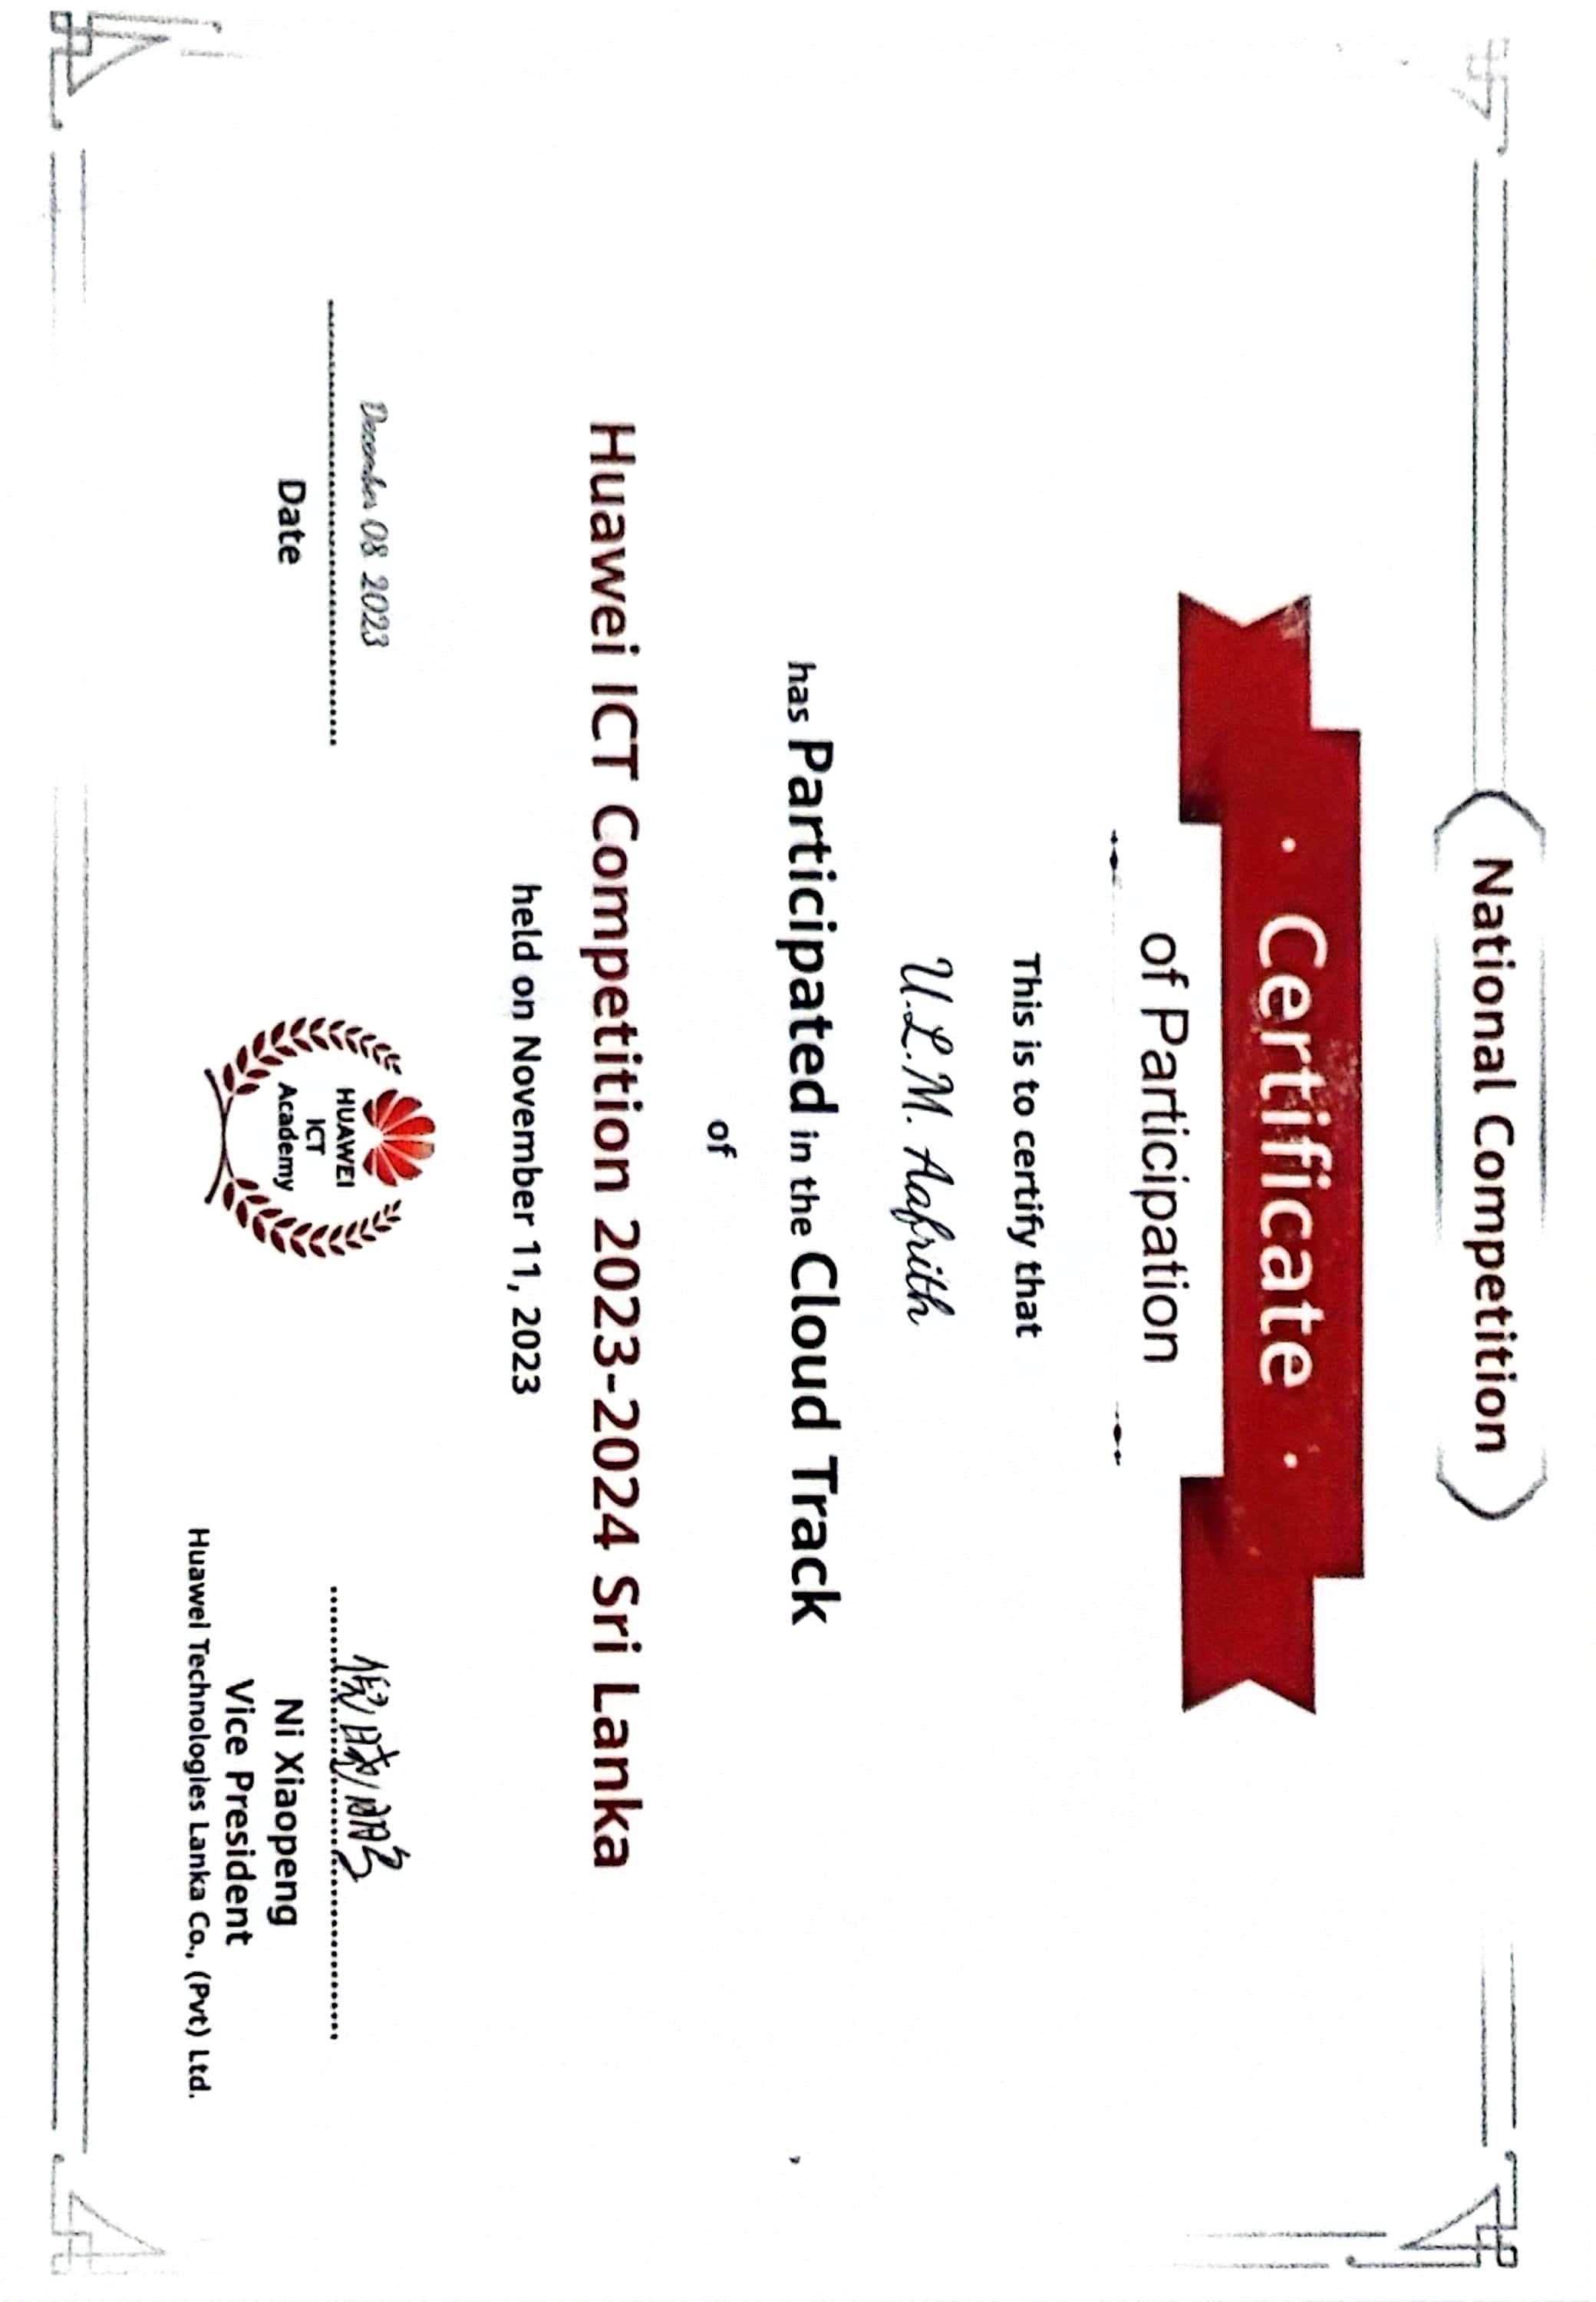 National Competition
· Certificate ·
of Participation
This is to certify that
U.L.M. Aafrith
has Participated in the Cloud Track
of
Huawei ICT Competition 2023-2024 Sri Lanka
held on November 11, 2023
December 08 2023
Date
HUAWEI
ICT
Academy
倪晓鹏
Ni Xiaopeng
Vice President
Huawei Technologies Lanka Co., (Pvt) Ltd.